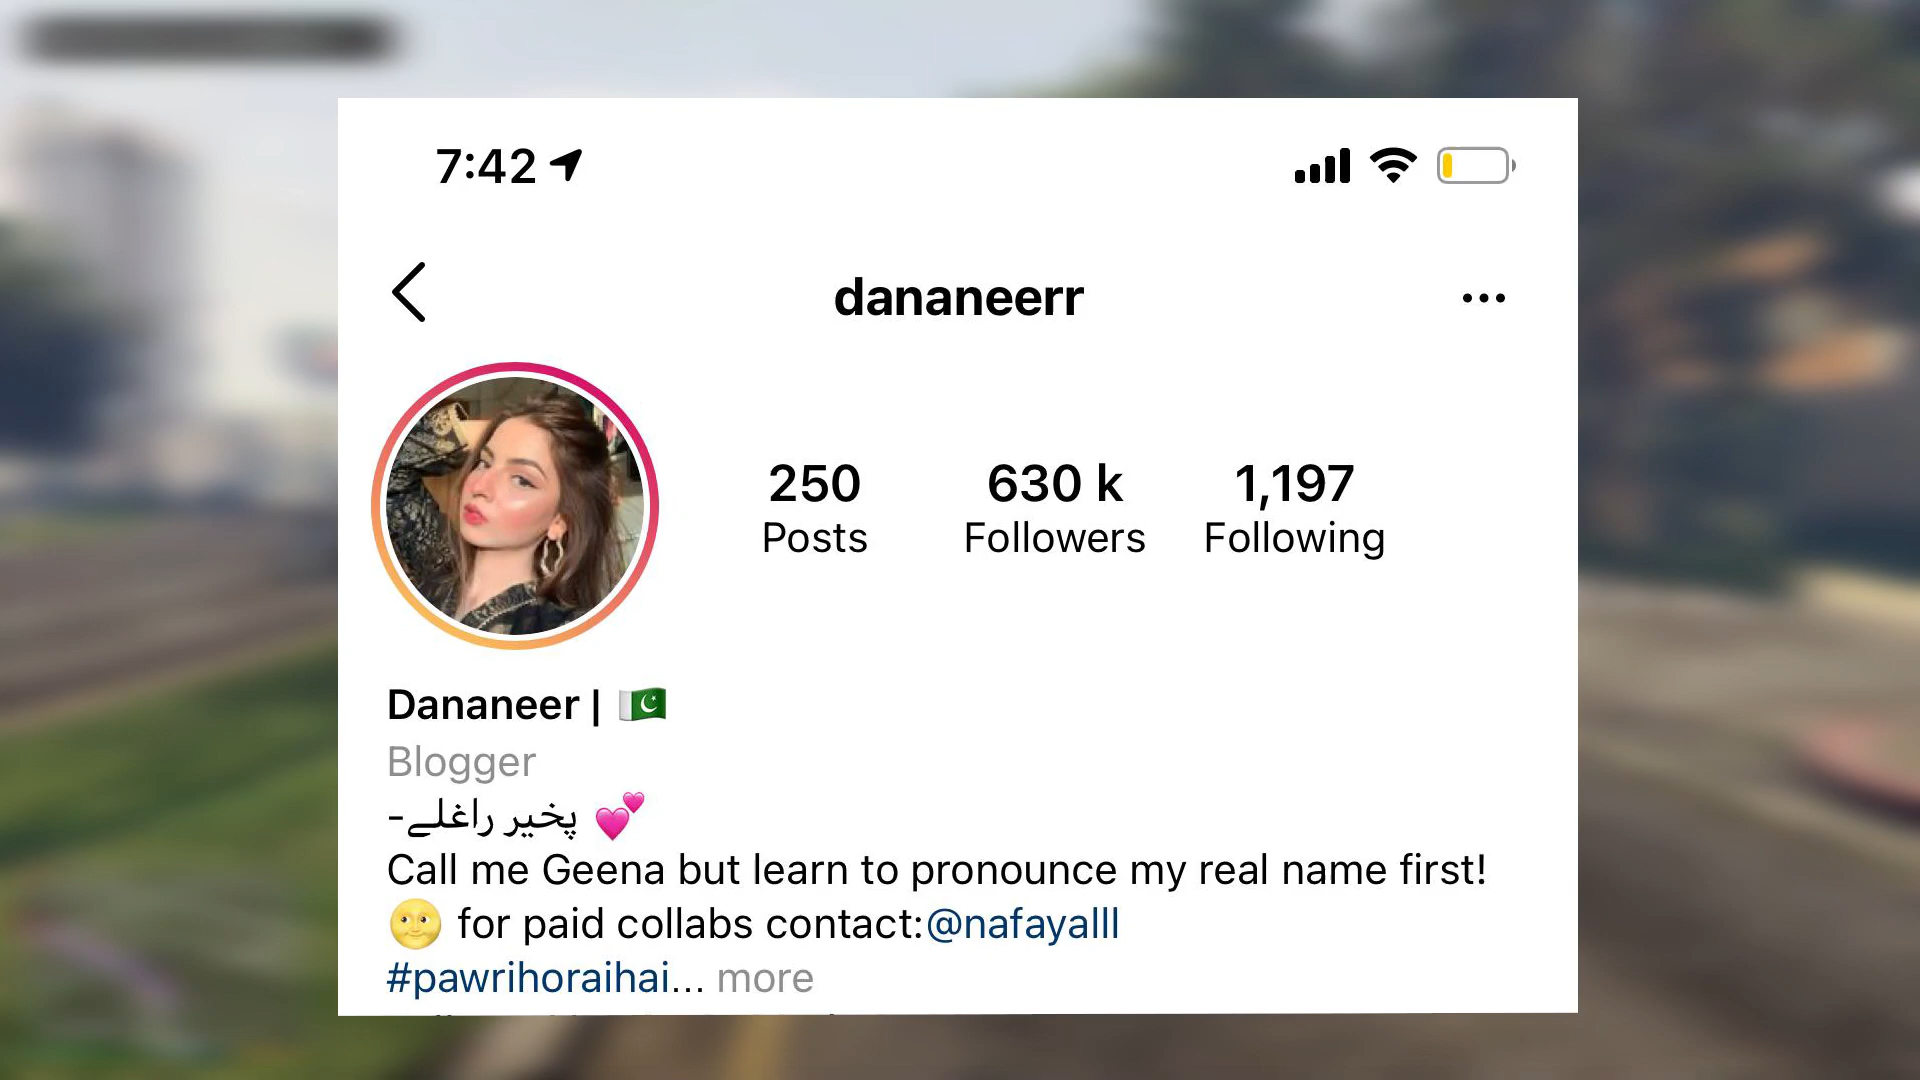 7:42
dananeerr
250 630 k 1,197
Posts Followers Following
Dananeer | 🇵🇰
Blogger
-پخیر راغلے 💕
Call me Geena but learn to pronounce my real name first!
🌝 for paid collabs contact:@nafayalll
#pawrihoraihai... more